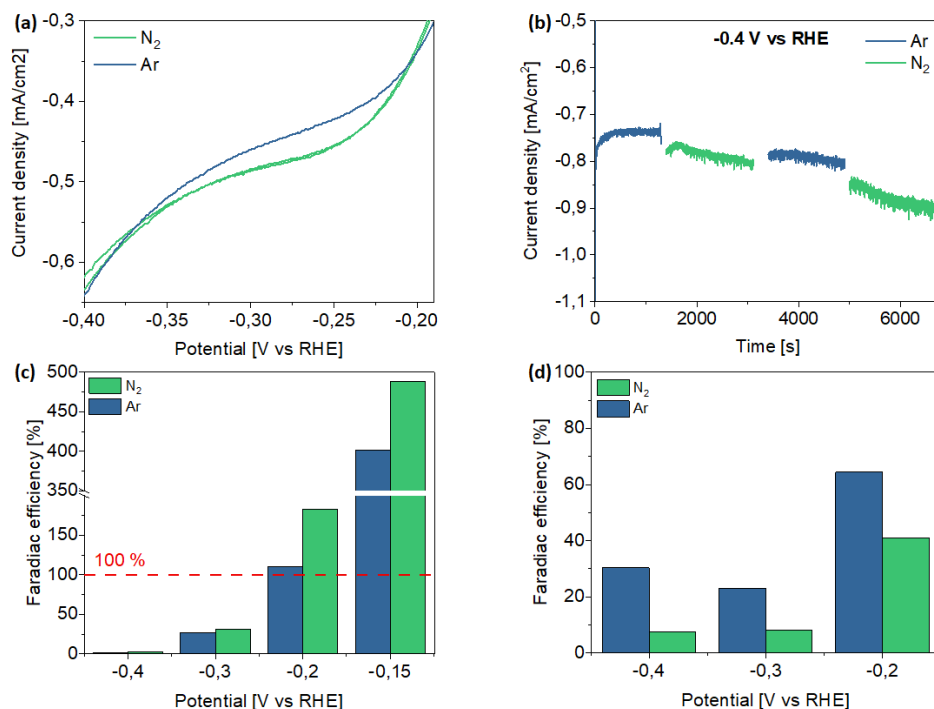 (a)
N₂
Ar
Current density [mA/cm2]
-0,3
-0,4
-0,5
-0,6
-0,40
-0,35
-0,30
-0,25
-0,20
Potential [V vs RHE]
(b)
-0.4 V vs RHE
Ar
N₂
Current density [mA/cm²]
-0,5
-0,6
-0,7
-0,8
-0,9
-1,0
-1,1
0
2000
4000
6000
Time [s]
(c)
N₂
Ar
Faradiac efficiency [%]
500
450
400
350
150
100
50
0
100 %
-0,4
-0,3
-0,2
-0,15
Potential [V vs RHE]
(d)
N₂
Ar
Faradiac efficiency [%]
100
80
60
40
20
0
-0,4
-0,3
-0,2
Potential [V vs RHE]